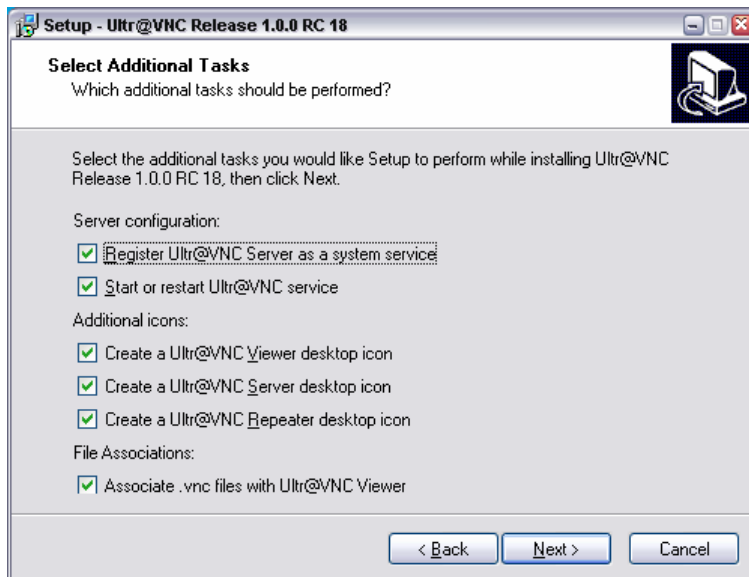 Setup - Ultr@VNC Release 1.0.0 RC 18
Select Additional Tasks
Which additional tasks should be performed?
Select the additional tasks you would like Setup to perform while installing Ultr@VNC
Release 1.0.0 RC 18, then click Next.
Server configuration:
Register Ultr@VNC Server as a system service
Start or restart Ultr@VNC service
Additional icons:
Create a Ultr@VNC Viewer desktop icon
Create a Ultr@VNC Server desktop icon
Create a Ultr@VNC Repeater desktop icon
File Associations:
Associate .vnc files with Ultr@VNC Viewer
< Back Next > Cancel